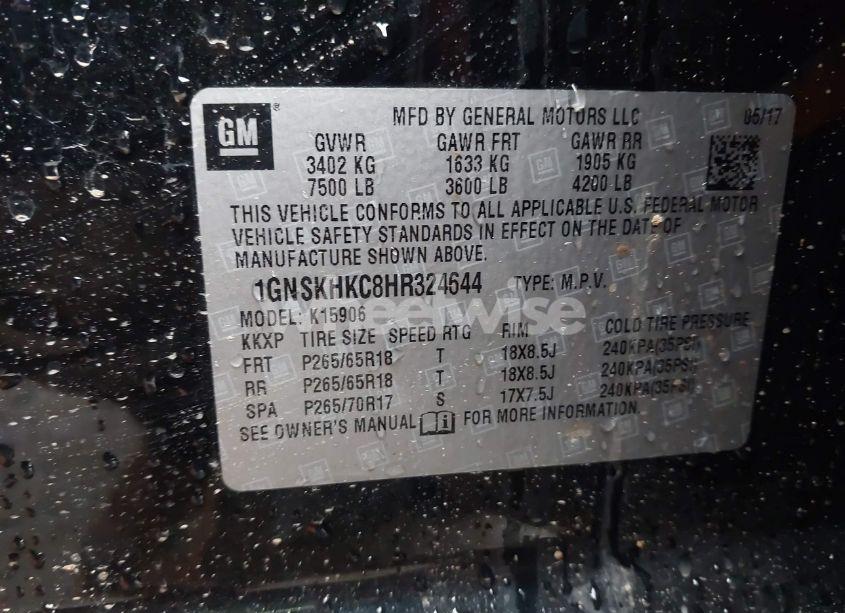 GM
MFD BY GENERAL MOTORS LLC 05/17
GVWR GAWR FRT GAWR RR
3402 KG 1633 KG 1905 KG
7500 LB 3600 LB 4200 LB
THIS VEHICLE CONFORMS TO ALL APPLICABLE U.S. FEDERAL MOTOR
VEHICLE SAFETY STANDARDS IN EFFECT ON THE DATE OF
MANUFACTURE SHOWN ABOVE.
1GNSKHKC8HR324644 TYPE: M.P.V.
MODEL: K15906
KKXP TIRE SIZE SPEED RTG RIM COLD TIRE PRESSURE
FRT P265/65R18 T 18X8.5J 240KPA(35PSI)
RR P265/65R18 T 18X8.5J 240KPA(35PSI)
SPA P265/70R17 S 17X7.5J 240KPA(35PSI)
SEE OWNER'S MANUAL FOR MORE INFORMATION.